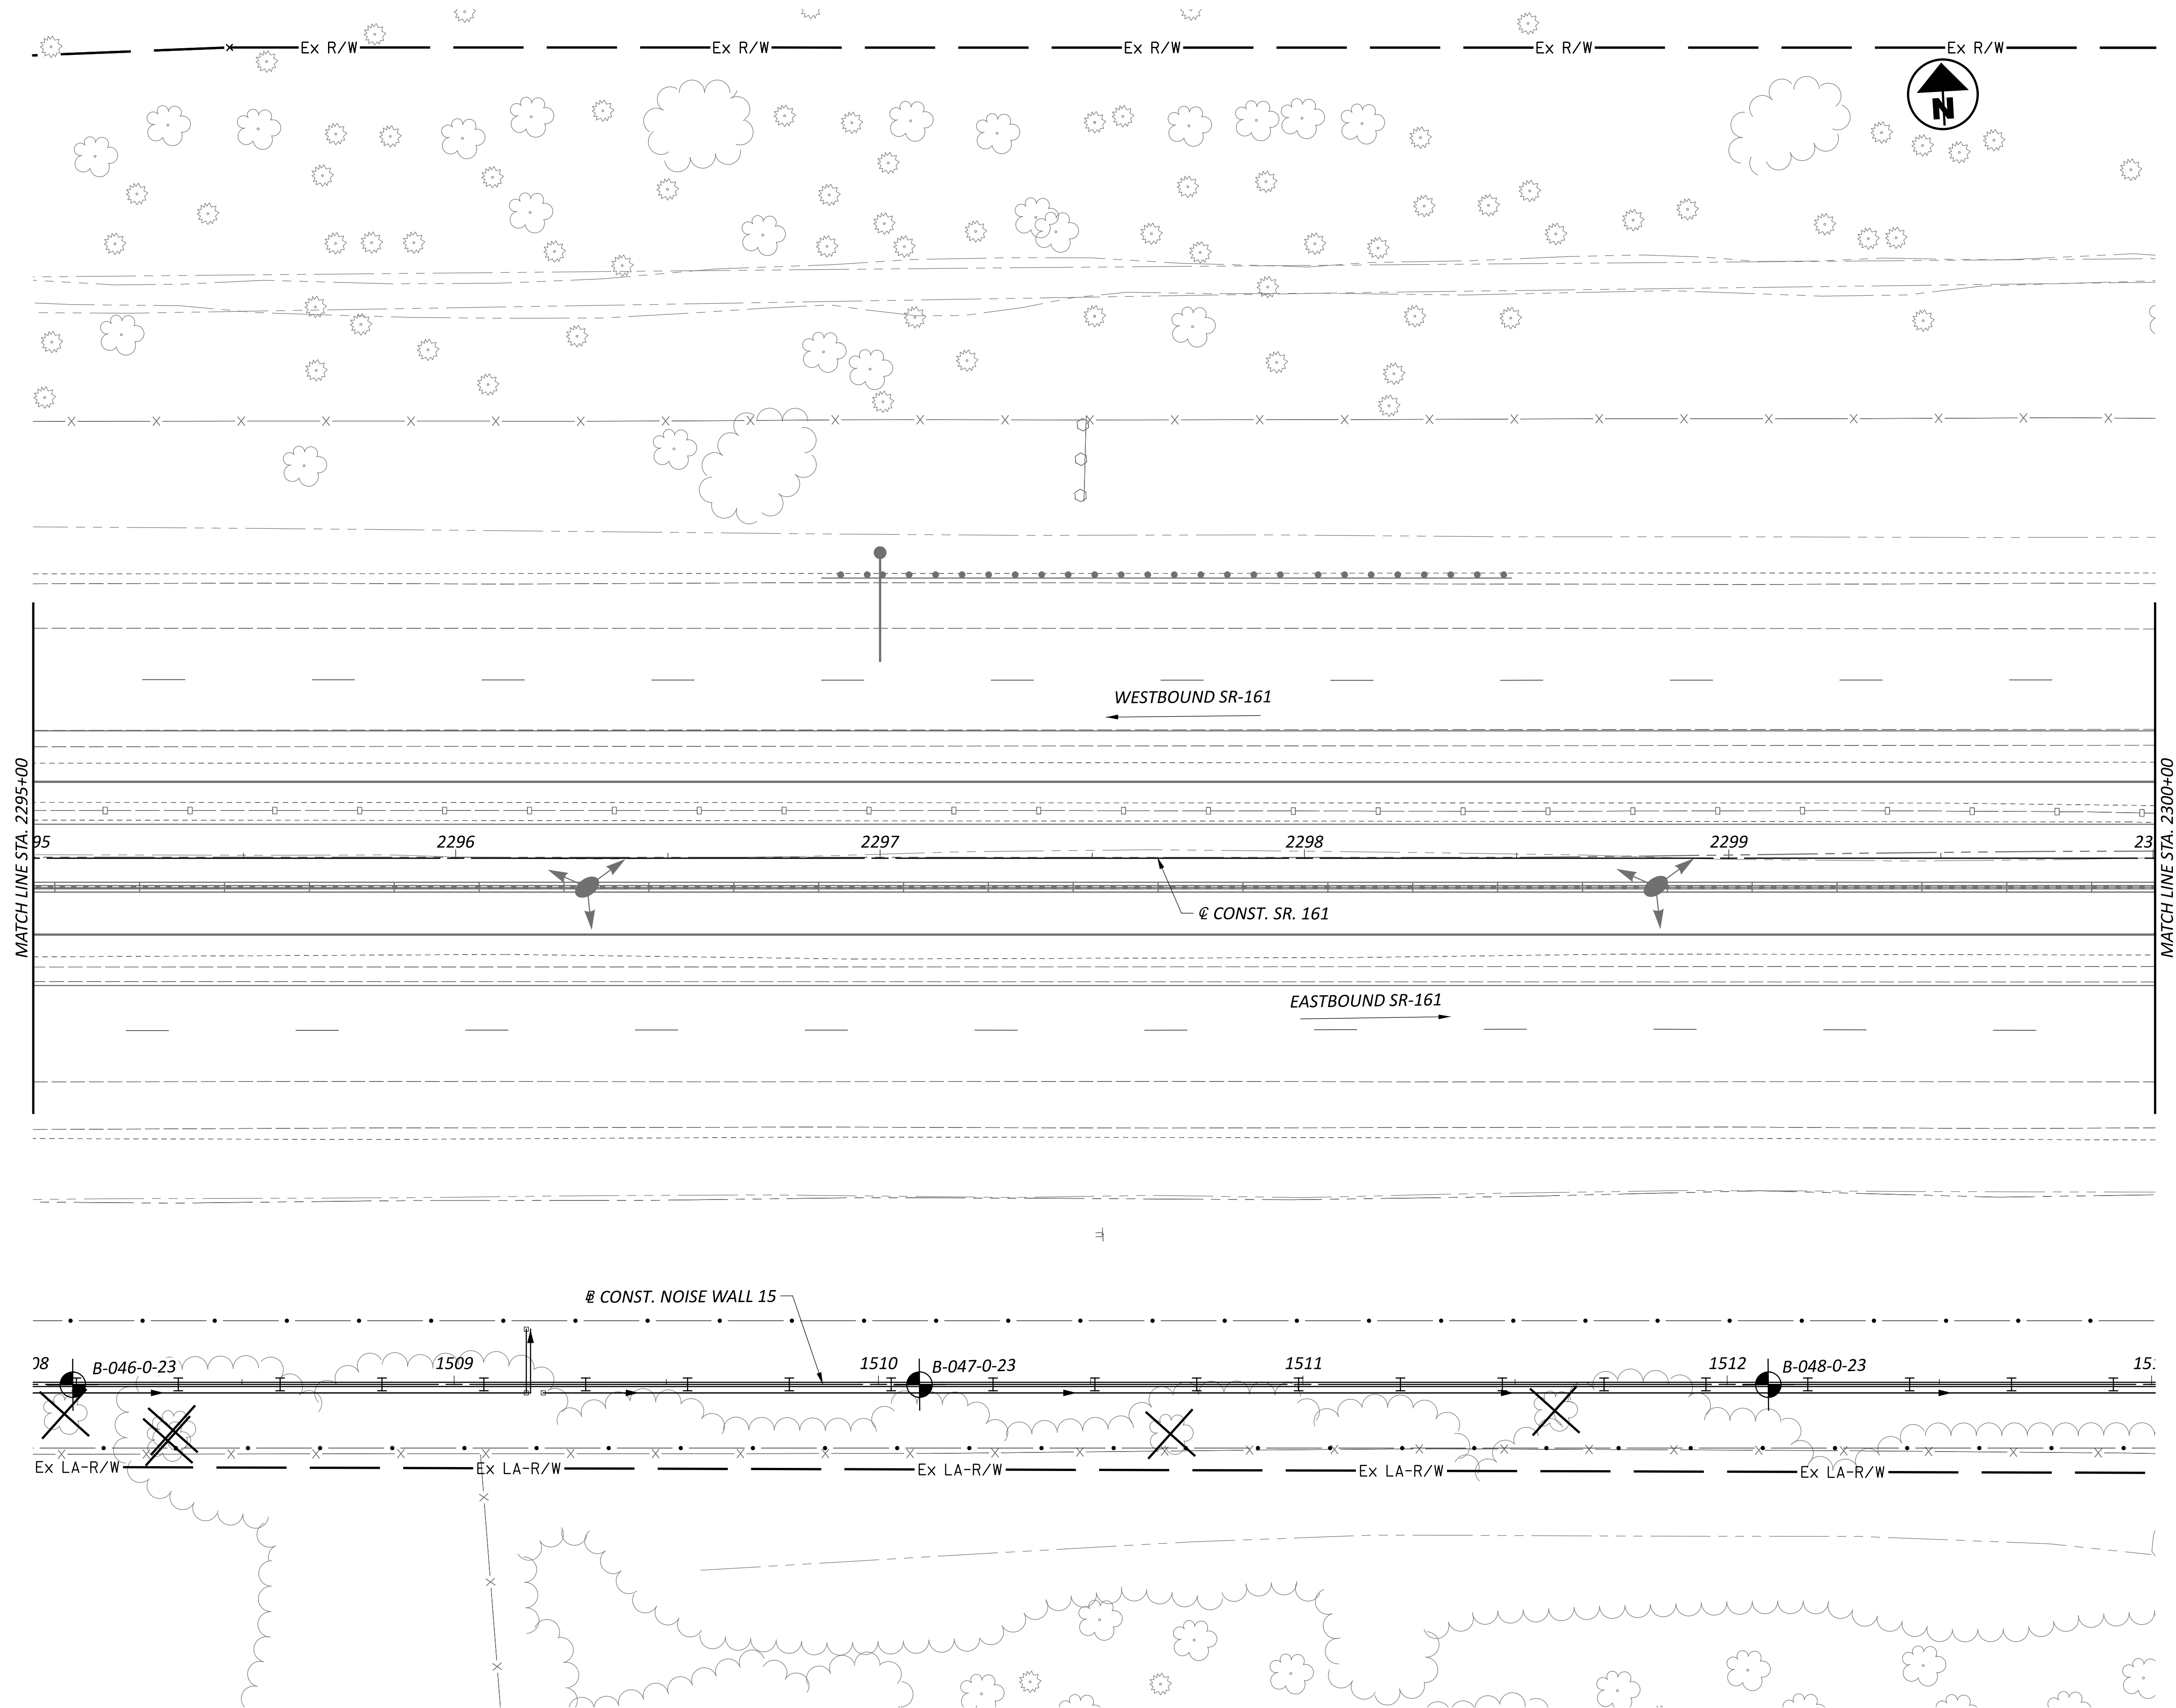 Ex R/W Ex R/W Ex R/W Ex R/W Ex R/W
N
WESTBOUND SR-161
MATCH LINE STA. 2295+00
MATCH LINE STA. 2300+00
95 2296 2297 2298 2299 23
℄ CONST. SR. 161
EASTBOUND SR-161
CONST. NOISE WALL 15
08 B-046-0-23 1509 1510 B-047-0-23 1511 1512 B-048-0-23 151
Ex LA-R/W Ex LA-R/W Ex LA-R/W Ex LA-R/W Ex LA-R/W